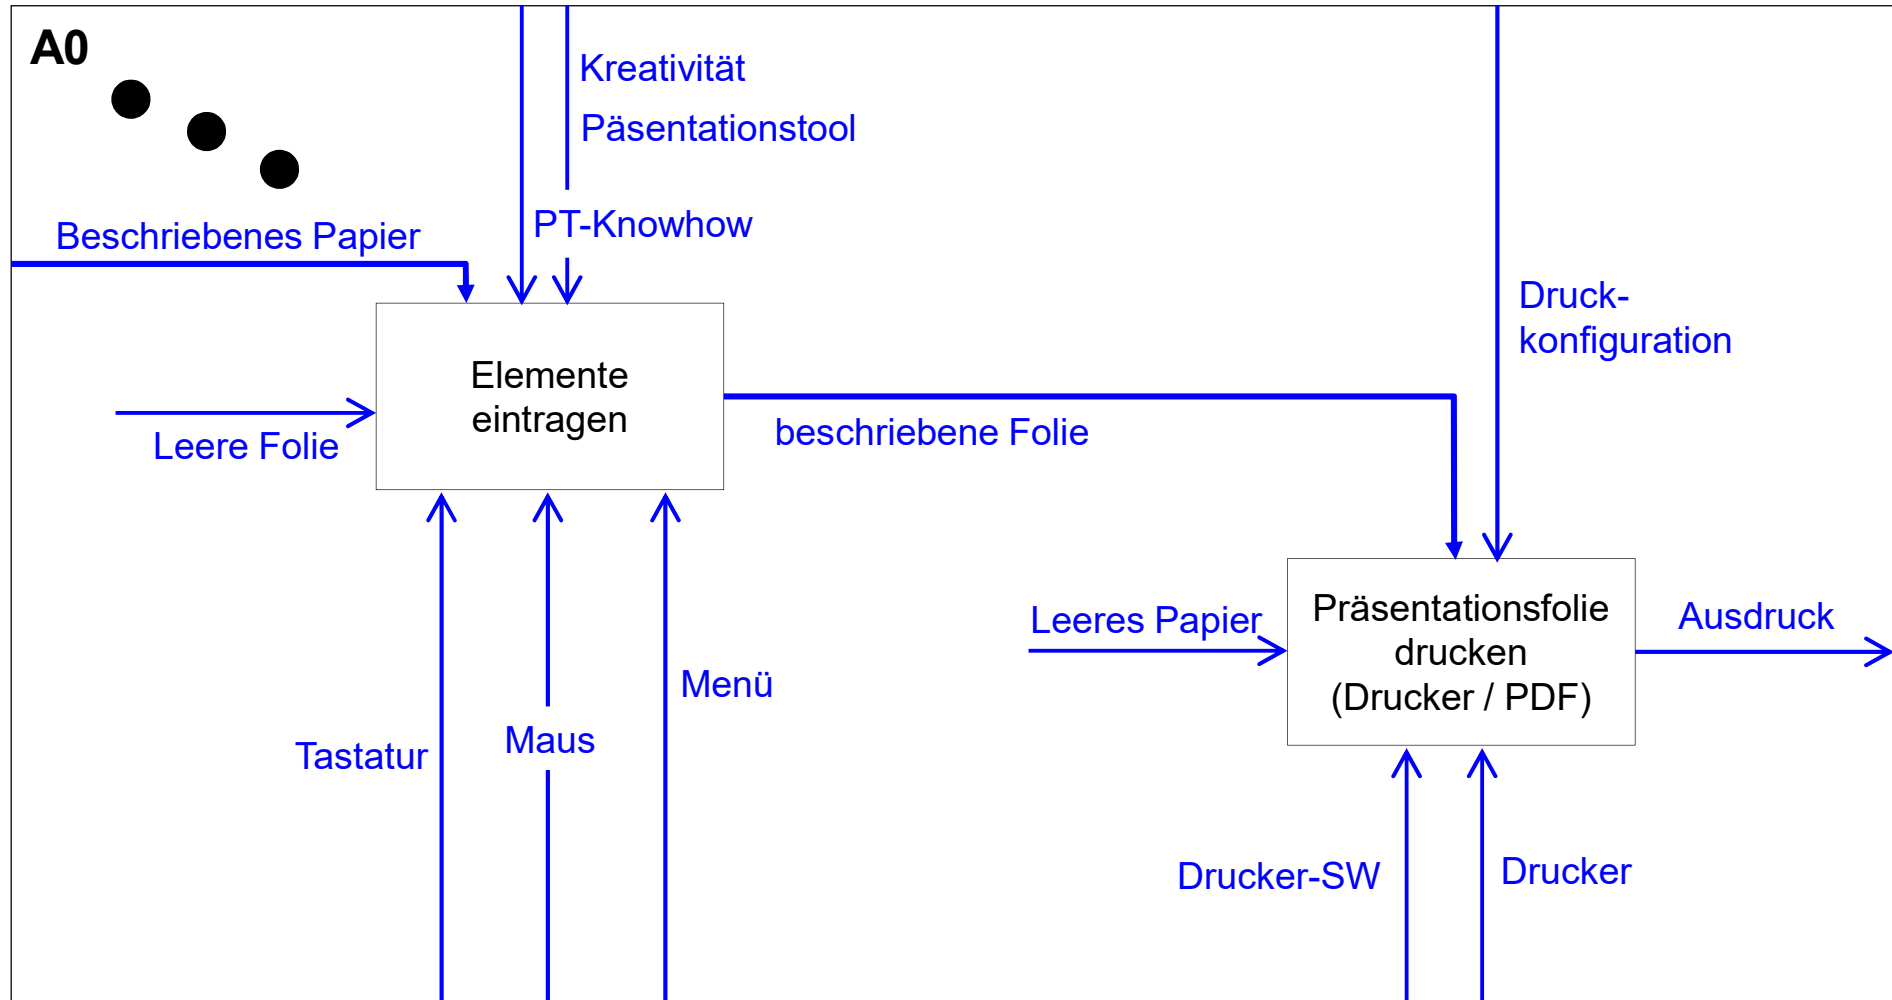 A0
Kreativität
Päsentationstool
PT-Knowhow
Beschriebenes Papier
Druck-
konfiguration
Elemente
eintragen
Leere Folie
beschriebene Folie
Leeres Papier
Präsentationsfolie
drucken
(Drucker / PDF)
Ausdruck
Tastatur
Maus
Menü
Drucker-SW
Drucker